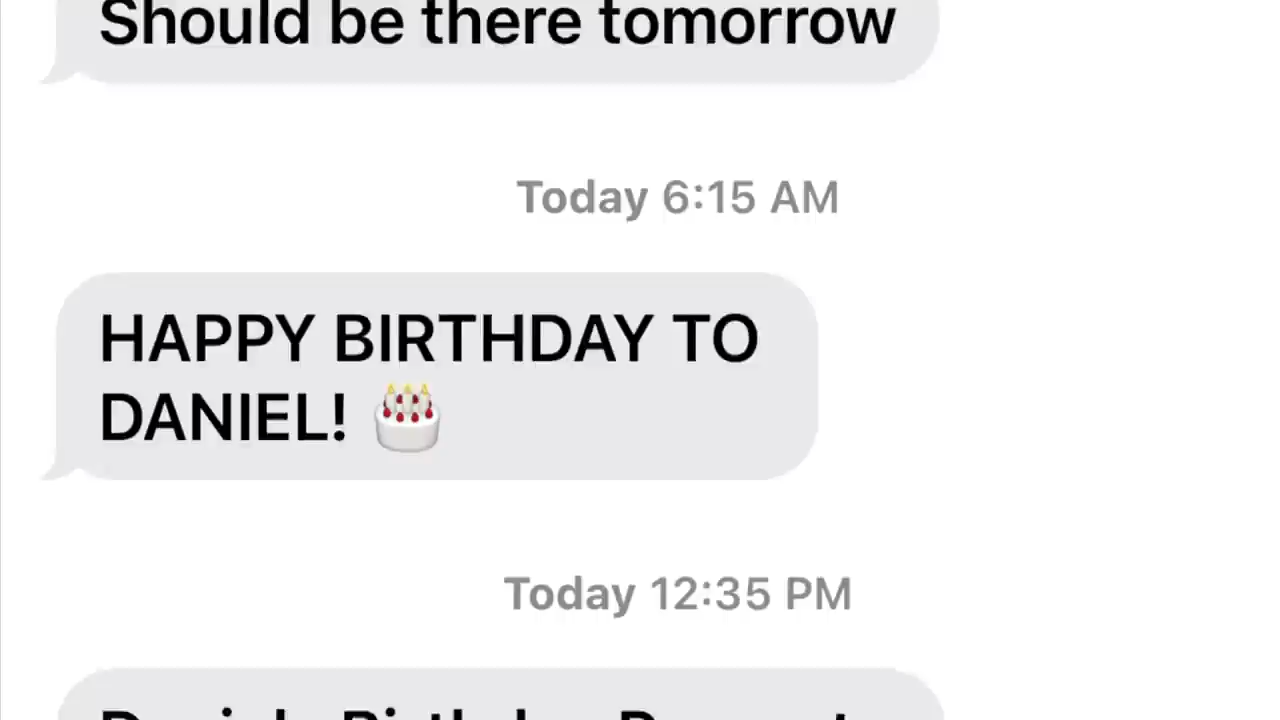 Should be there tomorrow
Today 6:15 AM
HAPPY BIRTHDAY TO
DANIEL! 🎂
Today 12:35 PM